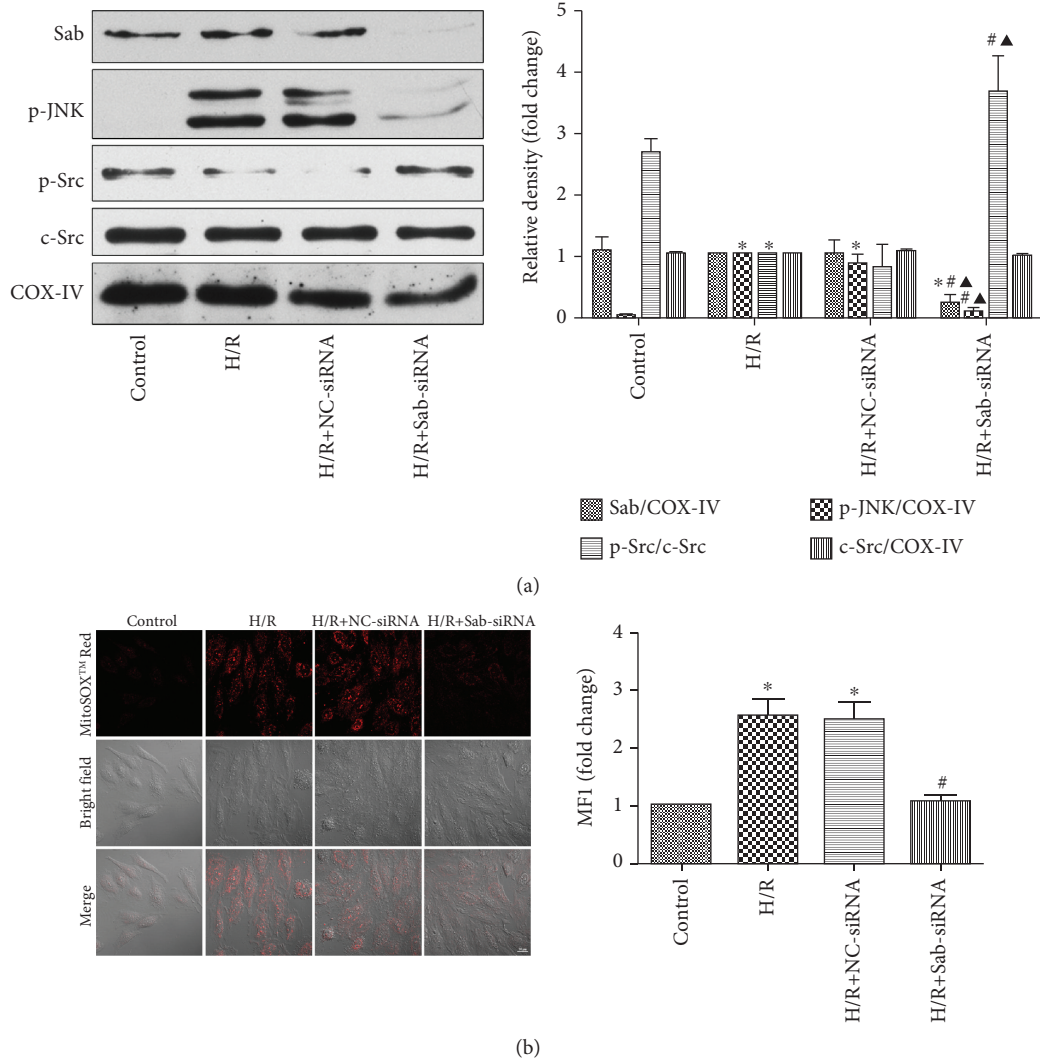 Sab
p-JNK
p-Src
c-Src
COX-IV
Control
H/R
H/R+NC-siRNA
H/R+Sab-siRNA
Relative density (fold change)
5
4
3
2
1
0
* *
*
* # ▲
# ▲
# ▲
Control
H/R
H/R+NC-siRNA
H/R+Sab-siRNA
Sab/COX-IV
p-JNK/COX-IV
p-Src/c-Src
c-Src/COX-IV
(a)
Control
H/R
H/R+NC-siRNA
H/R+Sab-siRNA
MitoSOX™ Red
Bright field
Merge
MF1 (fold change)
4
3
2
1
0
*
*
#
Control
H/R
H/R+NC-siRNA
H/R+Sab-siRNA
(b)